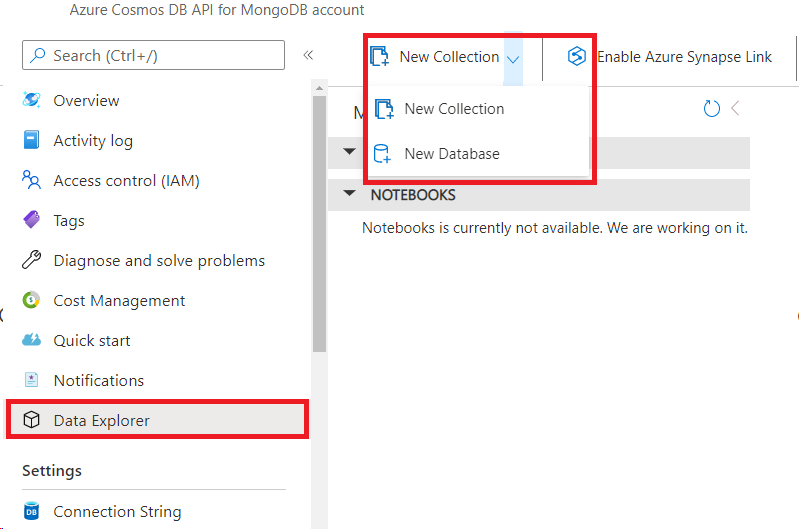 Azure Cosmos DB API for MongoDB account
Search (Ctrl+/)
«
New Collection
Enable Azure Synapse Link
New Collection
New Database
NOTEBOOKS
Notebooks is currently not available. We are working on it.
Overview
Activity log
Access control (IAM)
Tags
Diagnose and solve problems
Cost Management
Quick start
Notifications
Data Explorer
Settings
DB
Connection String